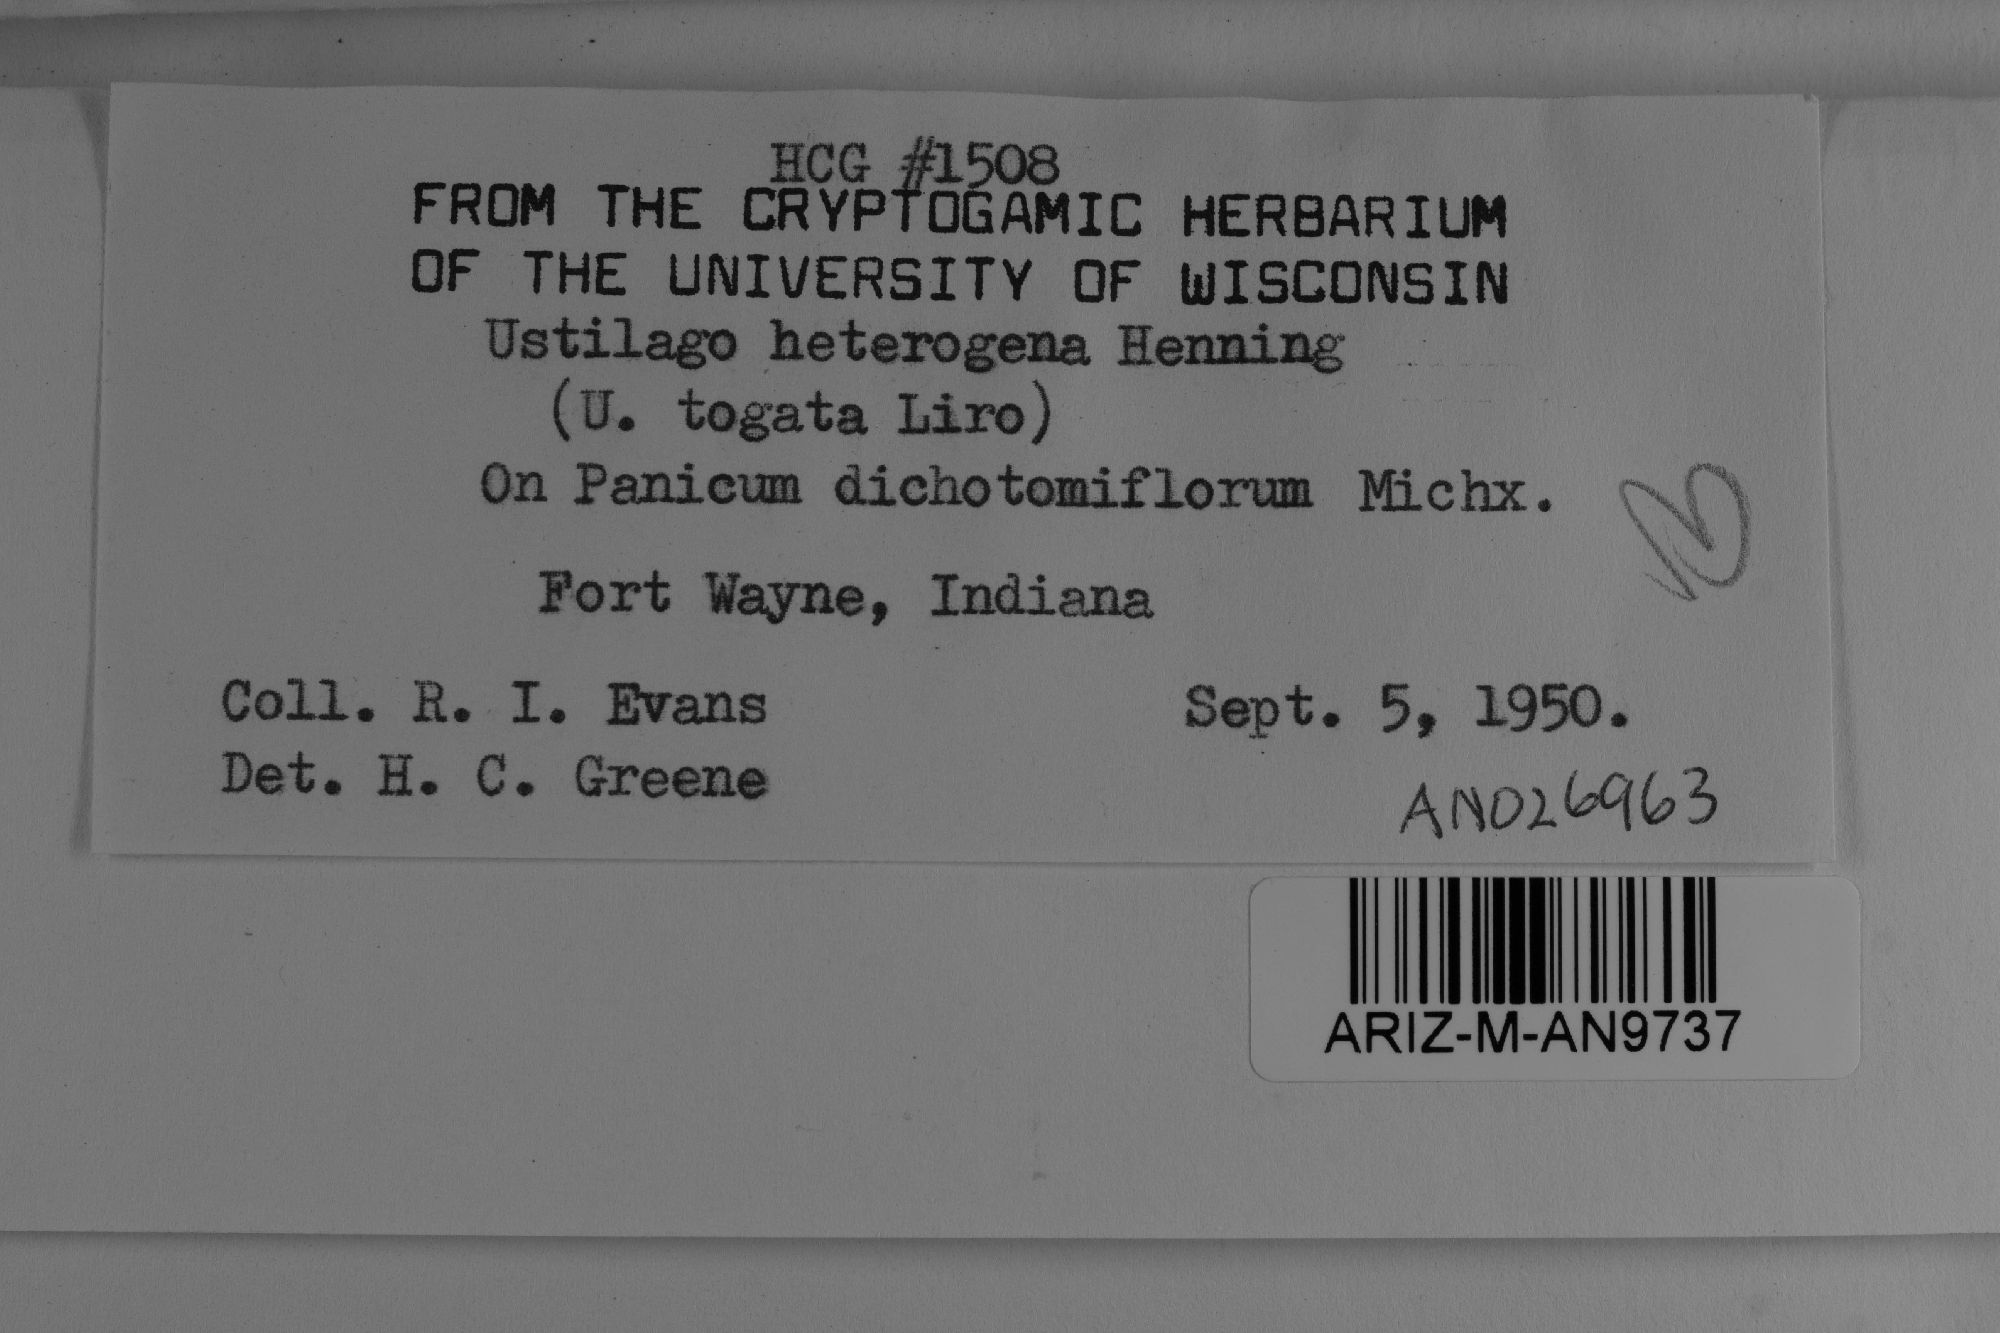 HCG #1508
FROM THE CRYPTOGAMIC HERBARIUM
OF THE UNIVERSITY OF WISCONSIN
Ustilago heterogena Henning
(U. togata Liro)
On Panicum dichotomiflorum Michx.
Fort Wayne, Indiana
Coll. R. I. Evans Sept. 5, 1950.
Det. H. C. Greene
AN026963
ARIZ-M-AN9737